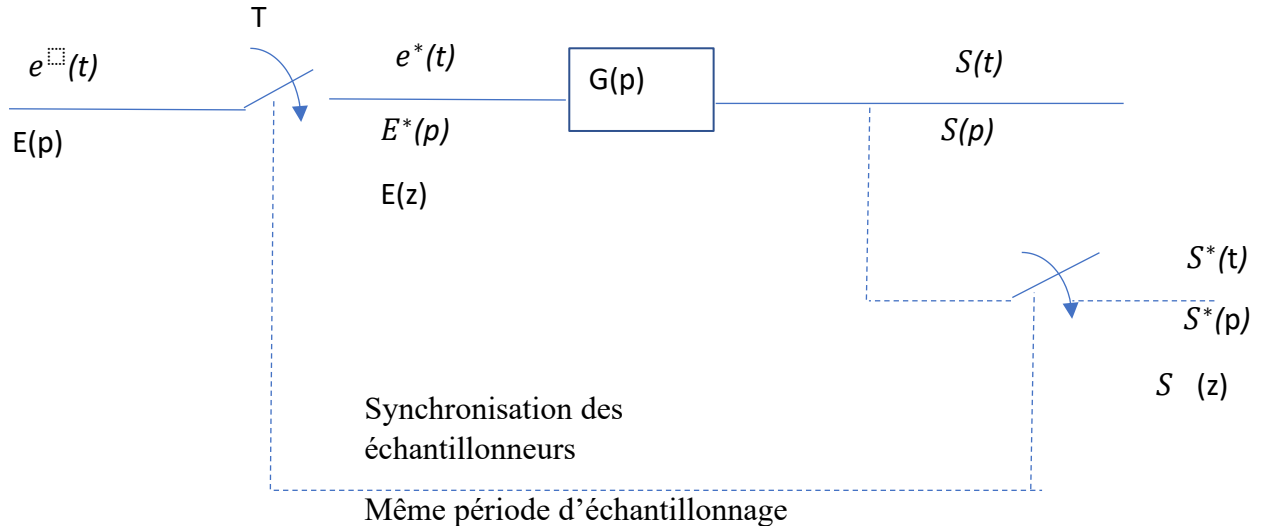 T
e (t)
e*(t)
G(p)
S(t)
E(p)
E*(p)
S(p)
E(z)
S*(t)
S*(p)
S (z)
Synchronisation des
échantillonneurs
Même période d’échantillonnage